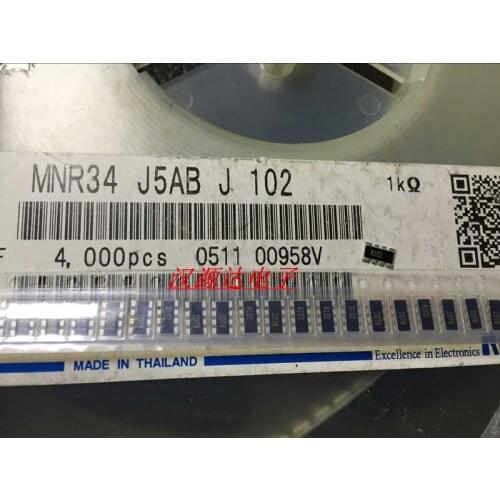 MNR34 J5AB J 102 1kΩ
F 4,000pcs 0511 00958V
汉源达电子
MADE IN THAILAND
Excellence in Electronics